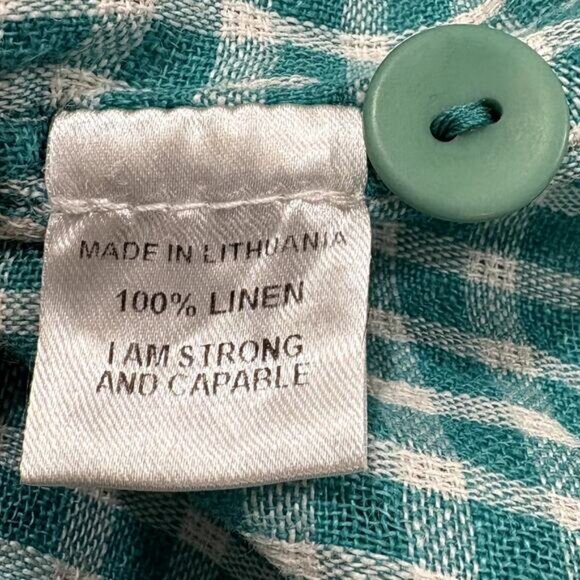 MADE IN LITHUANIA
100% LINEN
I AM STRONG
AND CAPABLE